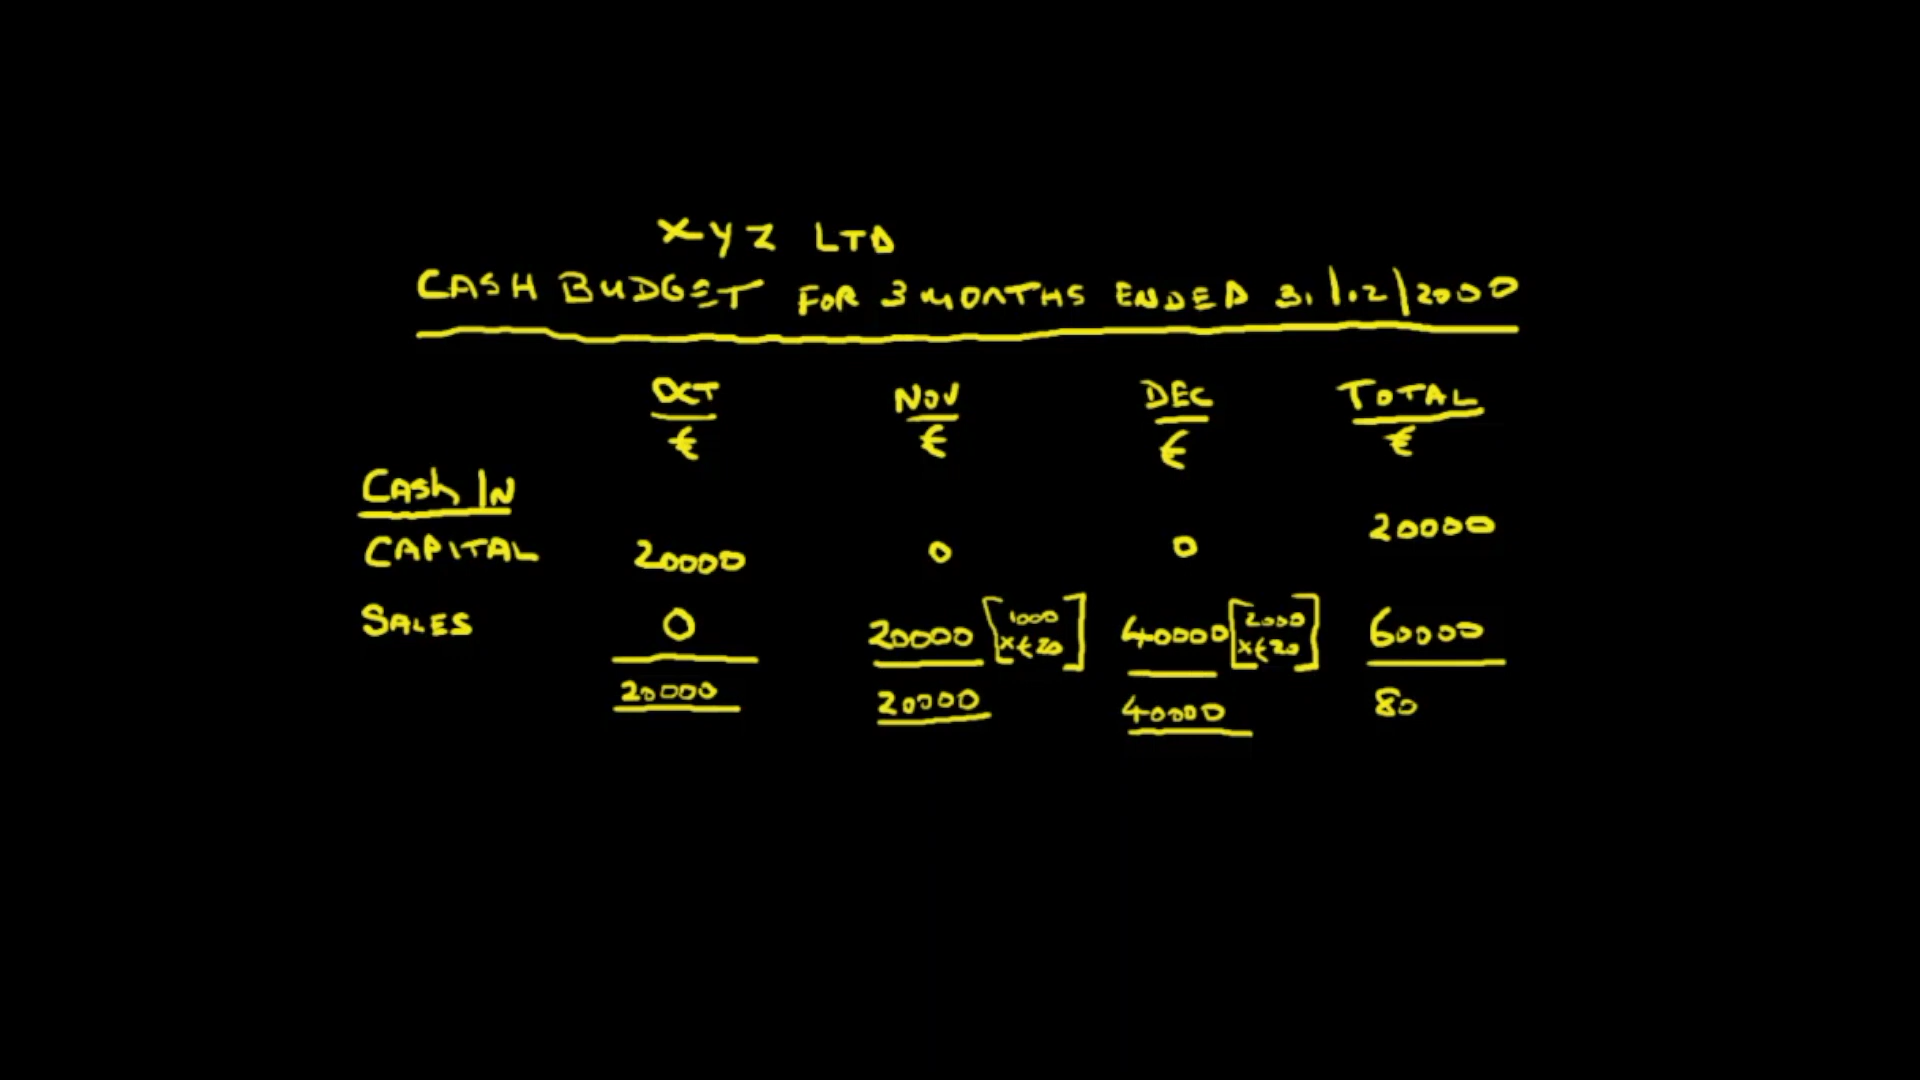 XYZ LTD
CASH BUDGET FOR 3 MONTHS ENDED 31/12/2000
OCT NOV DEC TOTAL
€ € € €
Cash IN
CAPITAL 20000 0 0 20000
SALES 0 20000 [1000 x €20] 40000 [2000 x €20] 60000
20000 20000 40000 80